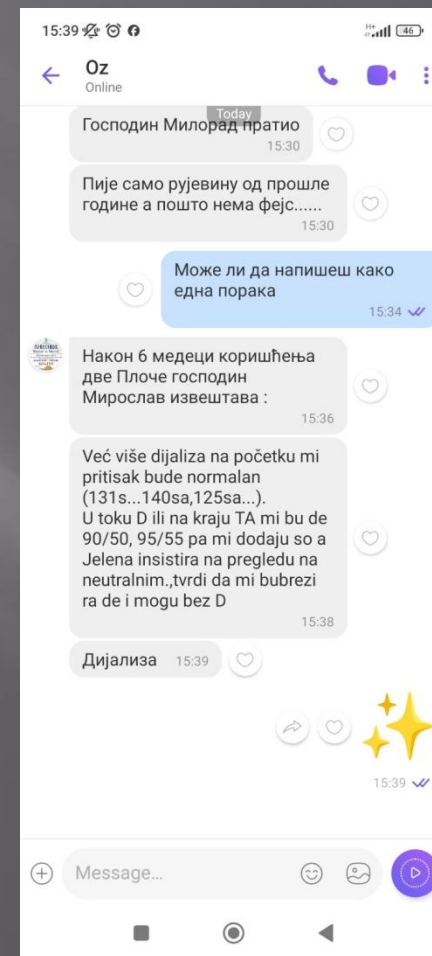 15:39
46
Oz
Online
Today
Господин Милорад пратио
15:30
Пије само рујевину од прошле
године а пошто нема фејс......
15:30
Може ли да напишеш како
една порака
15:34
Након 6 медеци коришћења
две Плоче господин
Мирослав извештава :
15:36
Već više dijaliza na početku mi
pritisak bude normalan
(131s...140sa,125sa...).
U toku D ili na kraju TA mi bu de
90/50, 95/55 pa mi dodaju so a
Jelena insistira na pregledu na
neutralnim.,tvrdi da mi bubrezi
ra de i mogu bez D
15:38
Дијализа 15:39
15:39
Message...